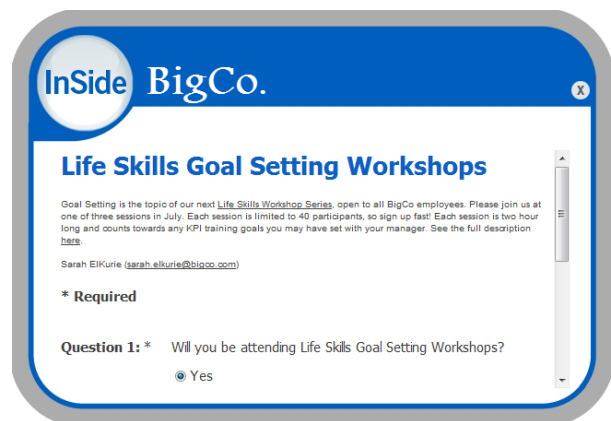 InSide BigCo.
X
Life Skills Goal Setting Workshops
Goal Setting is the topic of our next Life Skills Workshop Series, open to all BigCo employees. Please join us at
one of three sessions in July. Each session is limited to 40 participants, so sign up fast! Each session is two hour
long and counts towards any KPI training goals you may have set with your manager. See the full description
here.
Sarah ElKurie (sarah.elkurie@bigco.com)
* Required
Question 1: * Will you be attending Life Skills Goal Setting Workshops?
Yes